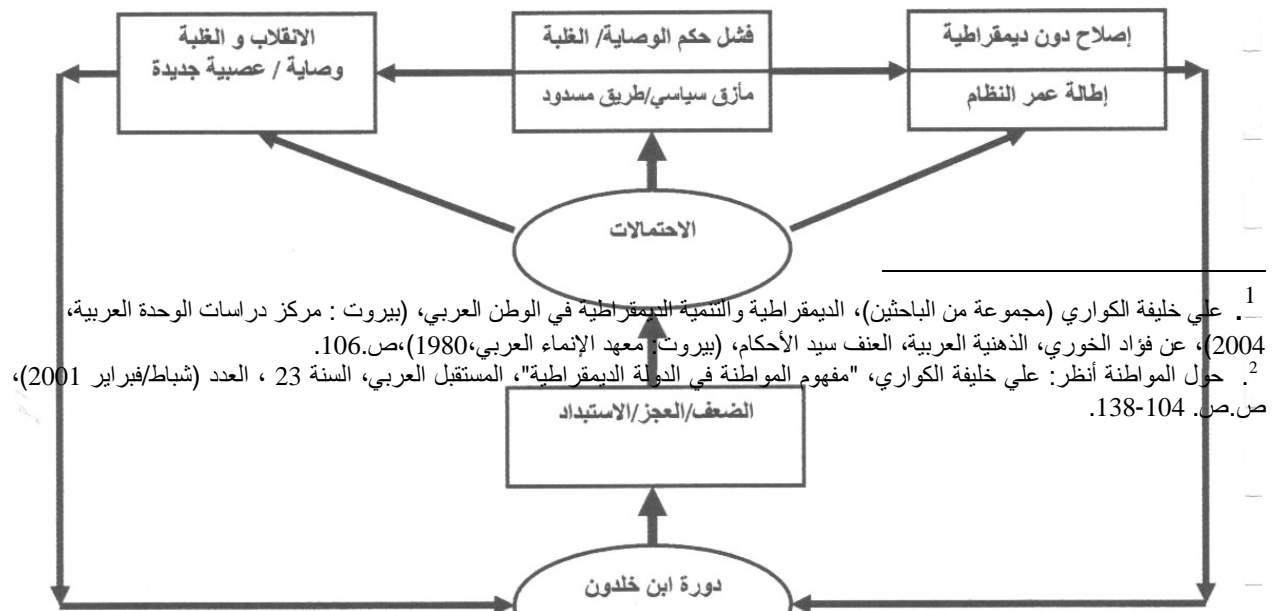 إصلاح دون ديمقراطية
إطالة عمر النظام
فشل حكم الوصاية/ الغلبة
مأزق سياسي/طريق مسدود
الانقلاب و الغلبة
وصاية / عصبية جديدة
الاحتمالات
1. علي خليفة الكواري (مجموعة من الباحثين)، الديمقراطية والتنمية الديمقراطية في الوطن العربي، (بيروت : مركز دراسات الوحدة العربية،
2004)، عن فؤاد الخوري، الذهنية العربية، العنف سيد الأحكام، (بيروت: معهد الإنماء العربي،1980)،ص.106.
2. حول المواطنة أنظر: علي خليفة الكواري، "مفهوم المواطنة في الدولة الديمقراطية"، المستقبل العربي، السنة 23 ، العدد (شباط/فبراير 2001)،
ص.ص. 104-138.
الضعف/العجز/الاستبداد
دورة ابن خلدون